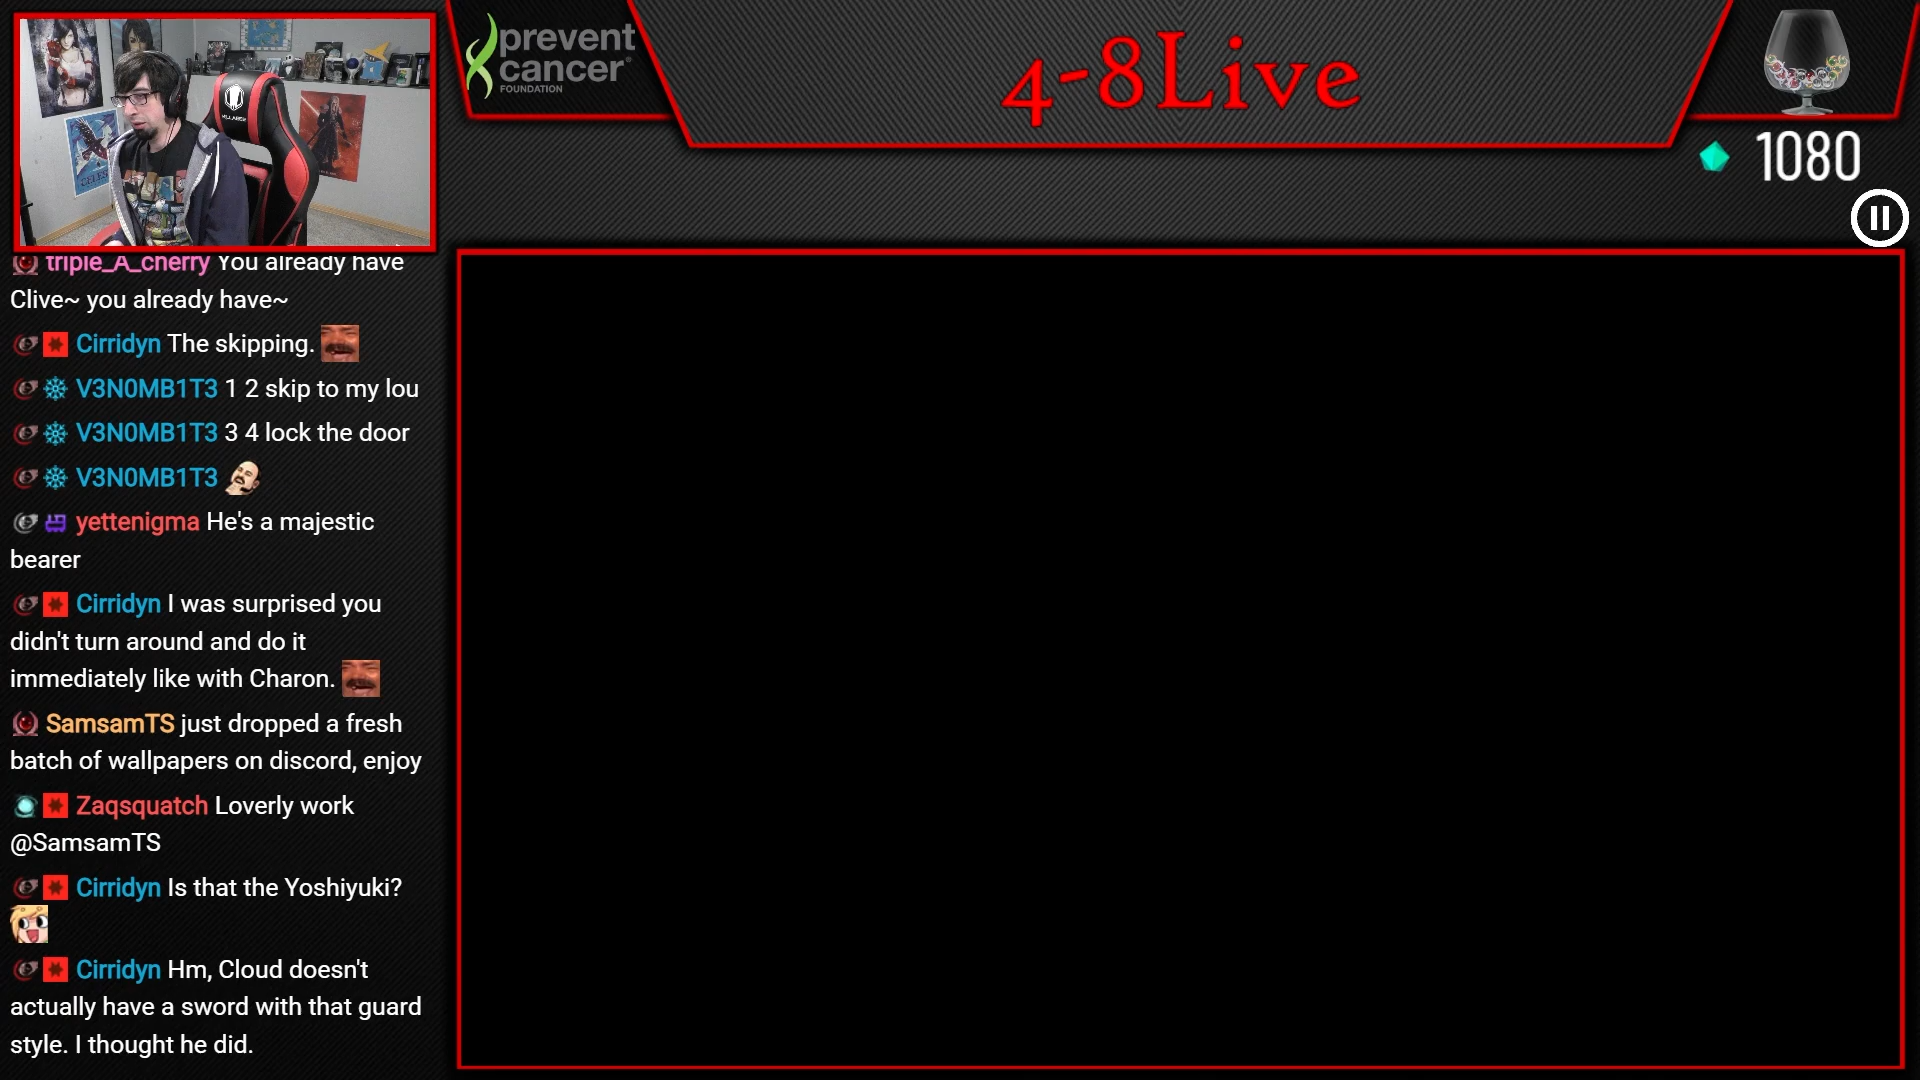 prevent
cancer
FOUNDATION
4-8Live
1080
triple_A_cherry You already have
Clive~ you already have~
Cirridyn The skipping.
V3N0MB1T3 1 2 skip to my lou
V3N0MB1T3 3 4 lock the door
V3N0MB1T3
yettenigma He's a majestic
bearer
Cirridyn I was surprised you
didn't turn around and do it
immediately like with Charon.
SamsamTS just dropped a fresh
batch of wallpapers on discord, enjoy
Zaqsquatch Loverly work
@SamsamTS
Cirridyn Is that the Yoshiyuki?
Cirridyn Hm, Cloud doesn't
actually have a sword with that guard
style. I thought he did.